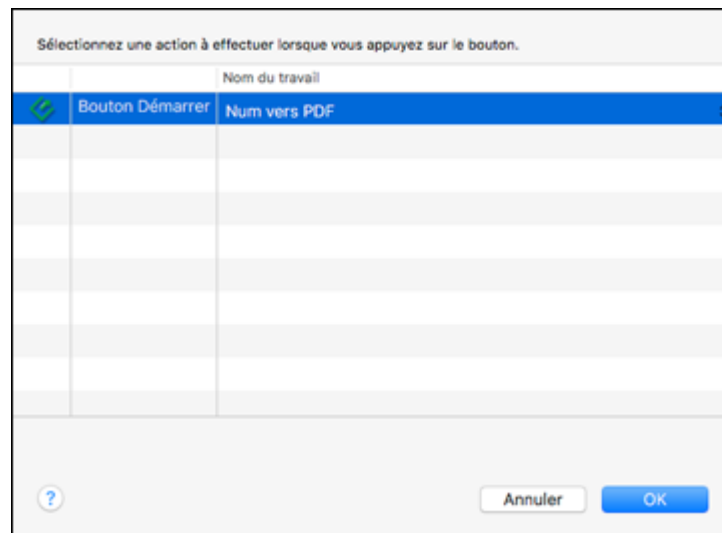 Sélectionnez une action à effectuer lorsque vous appuyez sur le bouton.
Nom du travail
Bouton Démarrer Num vers PDF
?
Annuler OK